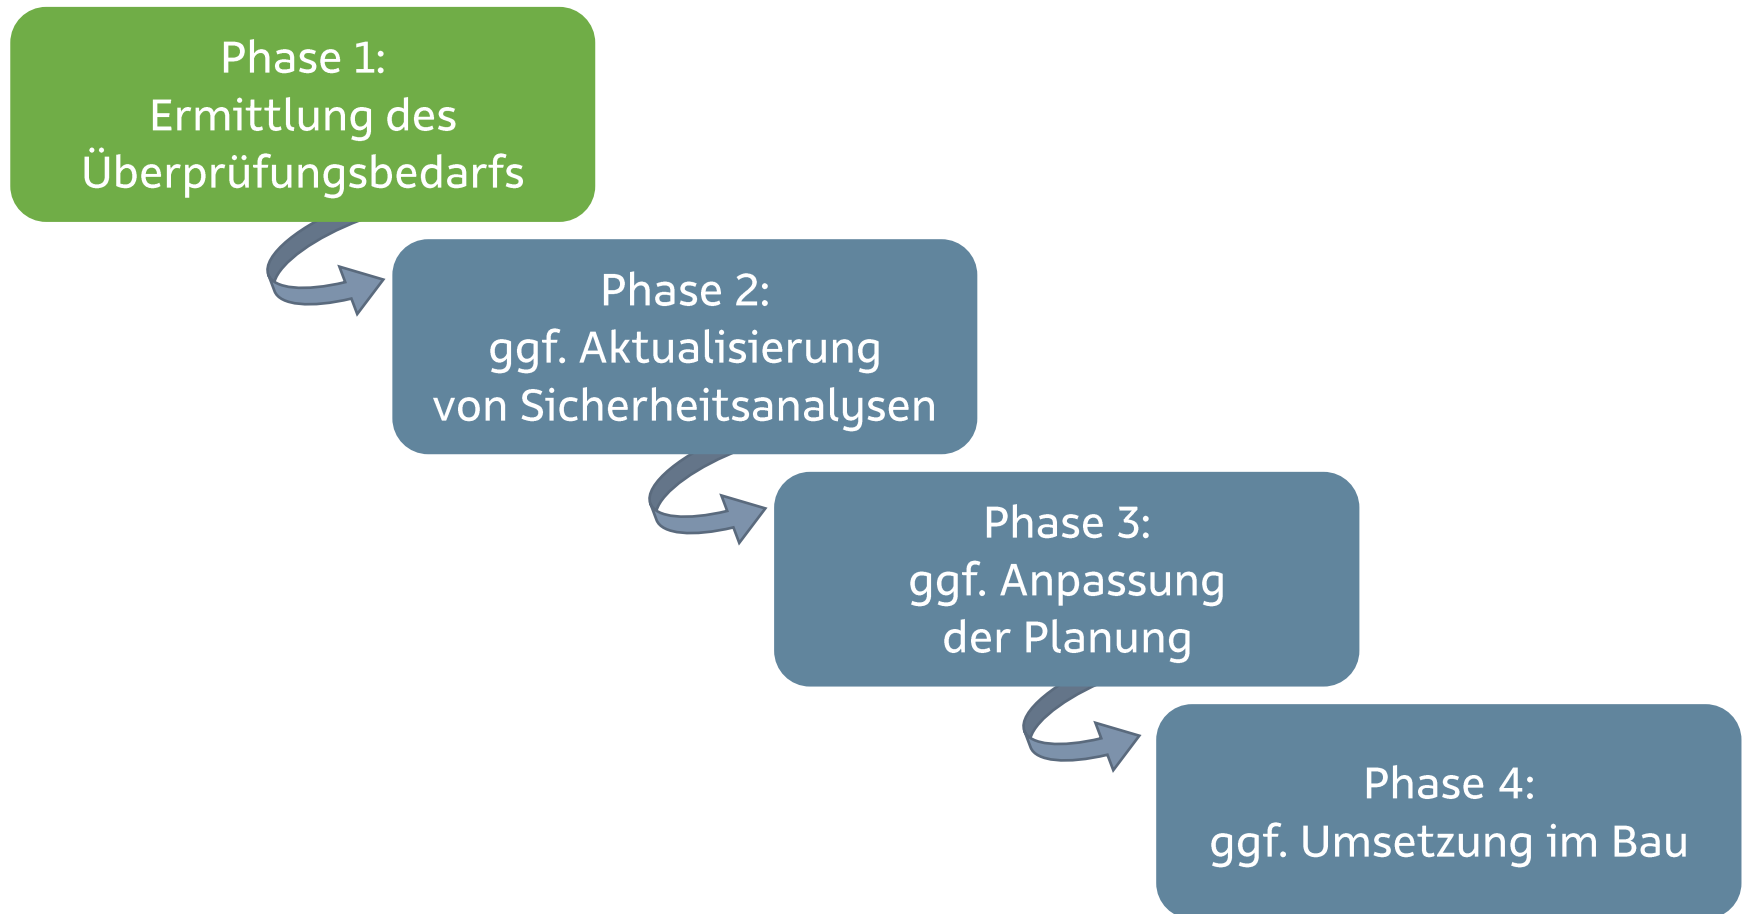 Phase 1:
Ermittlung des
Überprüfungsbedarfs
Phase 2:
ggf. Aktualisierung
von Sicherheitsanalysen
Phase 3:
ggf. Anpassung
der Planung
Phase 4:
ggf. Umsetzung im Bau